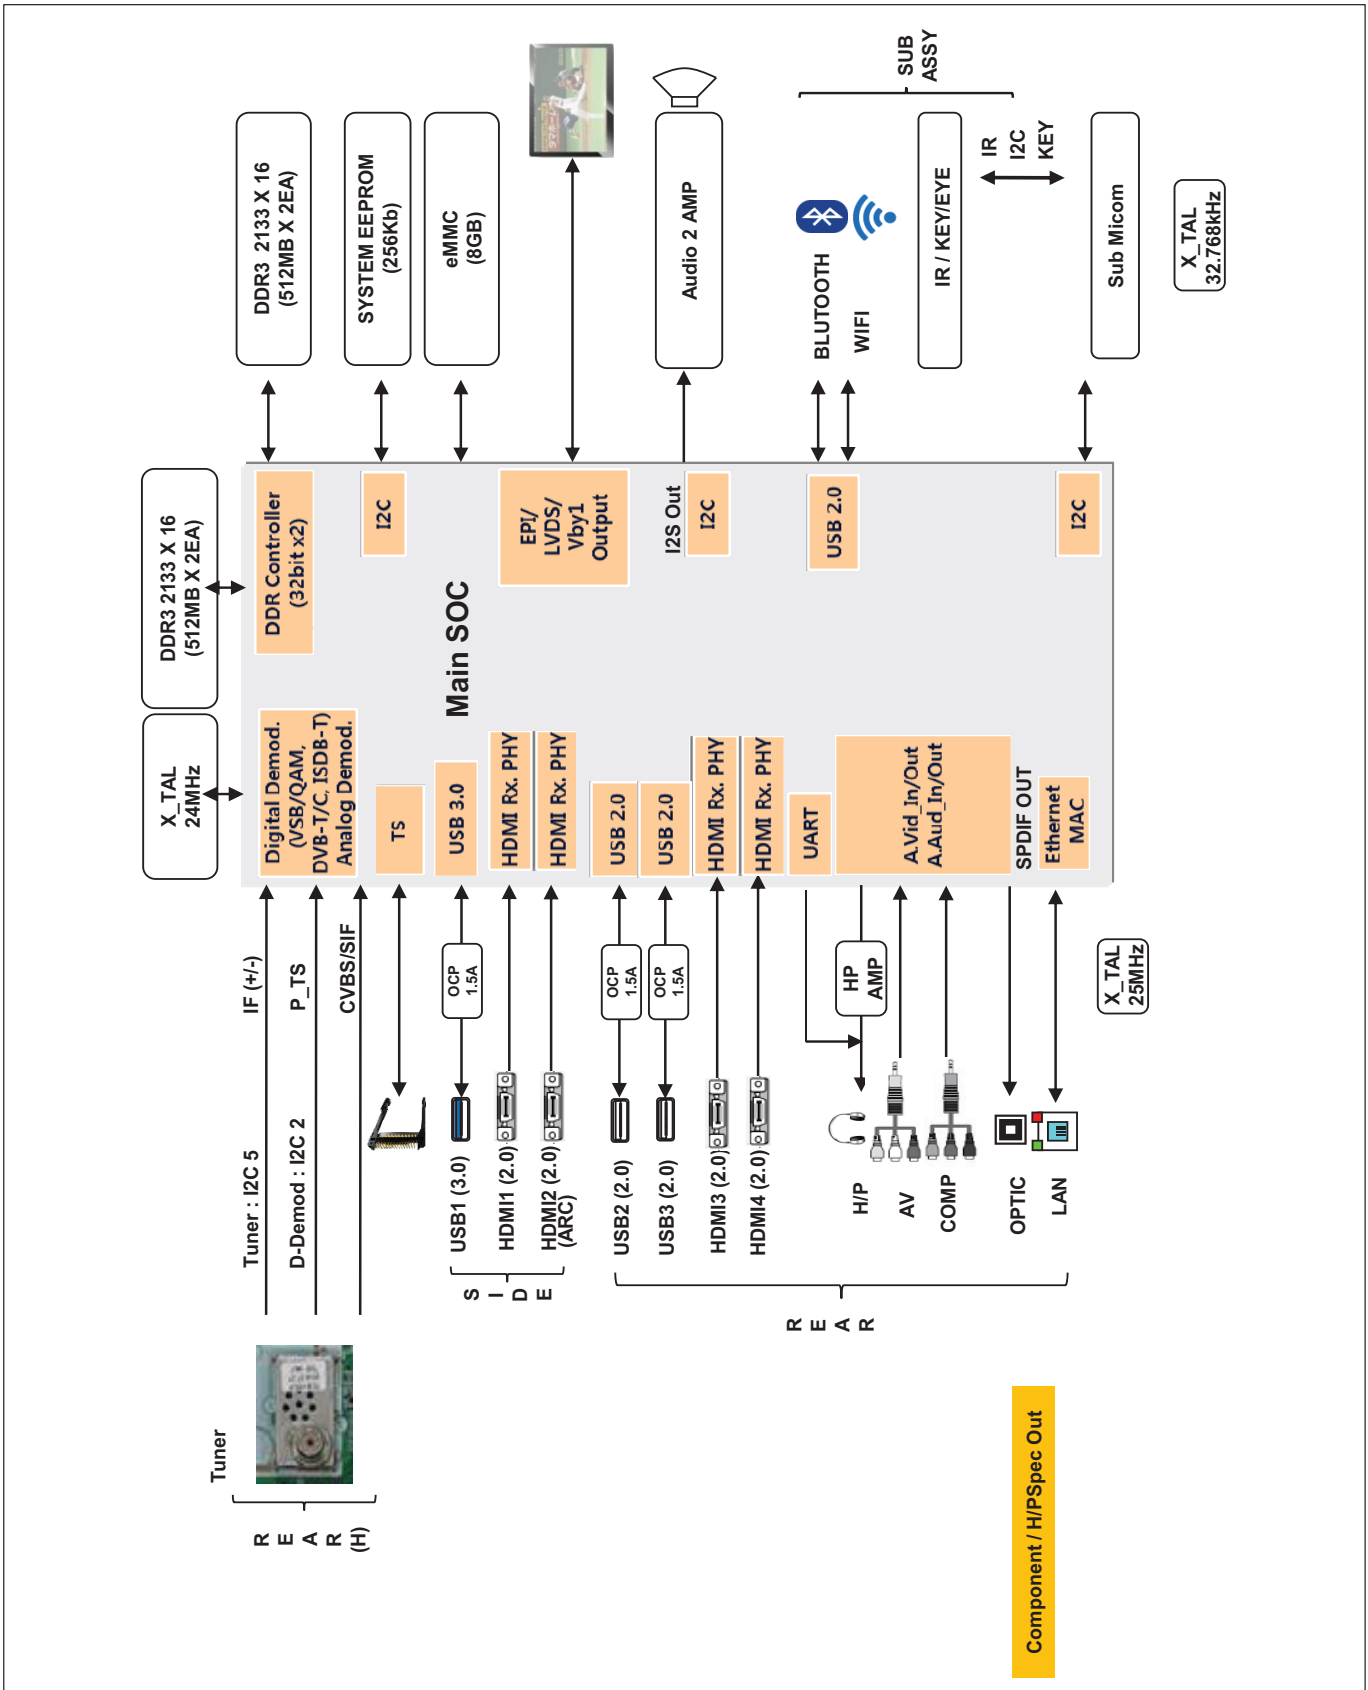 REAR
(H)
Tuner
Tuner : I2C 5
IF (+/-)
D-Demod : I2C 2
P_TS
CVBS/SIF
X_TAL
24MHz
DDR3 2133 X 16
(512MB X 2EA)
Digital Demod.
(VSB/QAM,
DVB-T/C, ISDB-T)
Analog Demod.
DDR Controller
(32bit x2)
DDR3 2133 X 16
(512MB X 2EA)
TS
I2C
SYSTEM EEPROM
(256Kb)
Main SOC
SIDE
USB1 (3.0)
OCP
1.5A
USB 3.0
eMMC
(8GB)
HDMI1 (2.0)
HDMI Rx. PHY
HDMI2 (2.0)
(ARC)
HDMI Rx. PHY
EPI/
LVDS/
Vby1
Output
REAR
USB2 (2.0)
OCP
1.5A
USB 2.0
USB3 (2.0)
OCP
1.5A
USB 2.0
I2S Out
I2C
Audio 2 AMP
HDMI3 (2.0)
HDMI Rx. PHY
HDMI4 (2.0)
HDMI Rx. PHY
UART
USB 2.0
BLUTOOTH
WIFI
SUB
ASSY
H/P
HP
AMP
AV
COMP
A.Vid_In/Out
A.Aud_In/Out
IR / KEY/EYE
IR
I2C
KEY
OPTIC
SPDIF OUT
LAN
Ethernet
MAC
I2C
Sub Micom
X_TAL
25MHz
X_TAL
32.768kHz
Component / H/PSpec Out